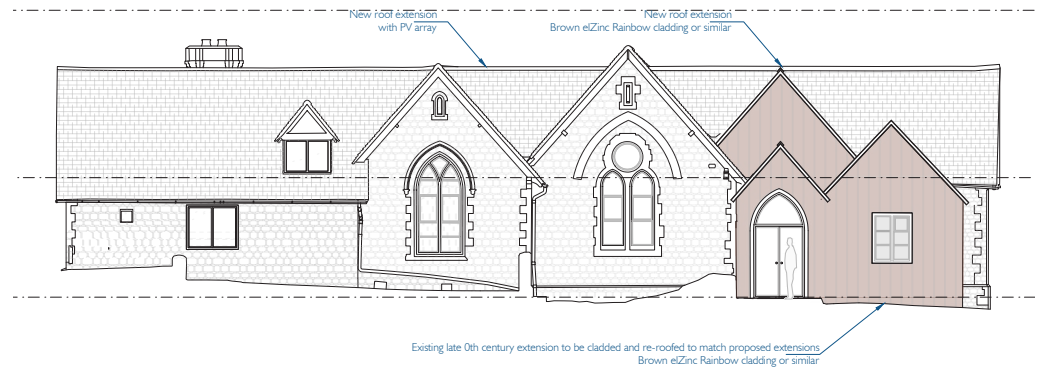 New roof extension
with PV array
New roof extension
Brown elZinc Rainbow cladding or similar
Existing late 0th century extension to be cladded and re-roofed to match proposed extensions
Brown elZinc Rainbow cladding or similar